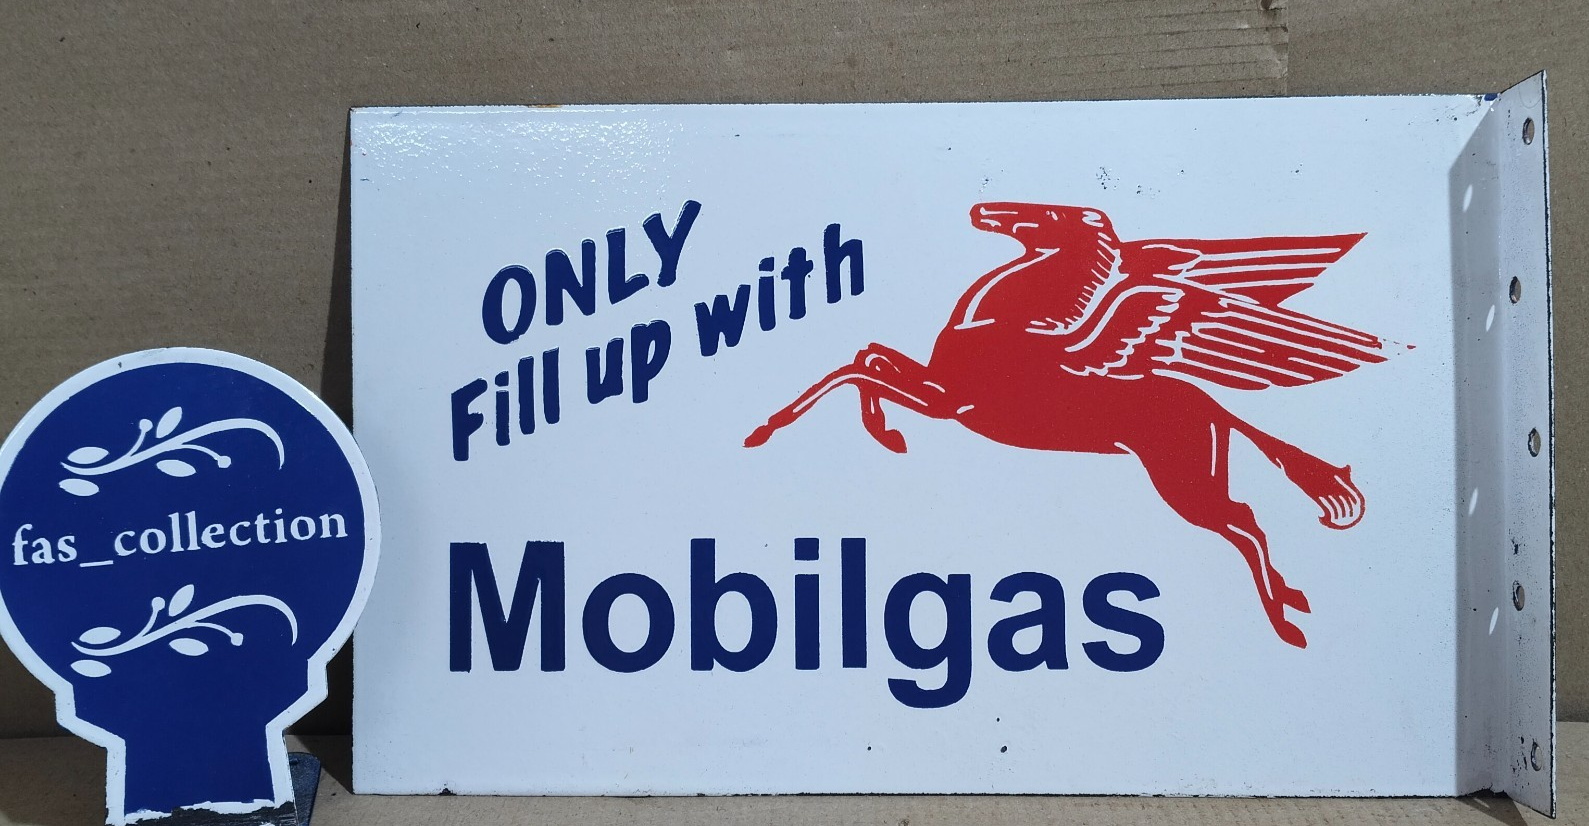 ONLY
Fill up with
Mobilgas
fas_collection